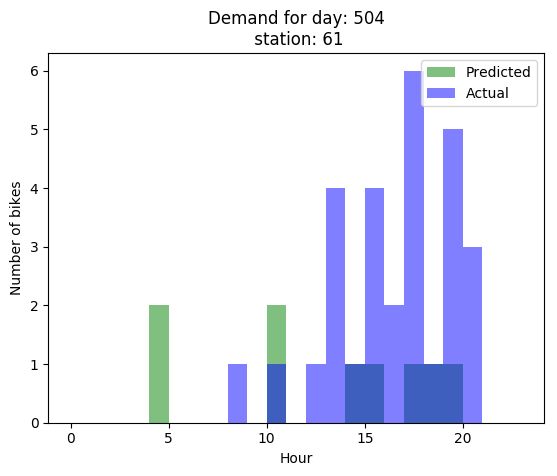 Demand for day: 504
station: 61
Predicted
Actual
Number of bikes
6
5
4
3
2
1
0
0 5 10 15 20
Hour